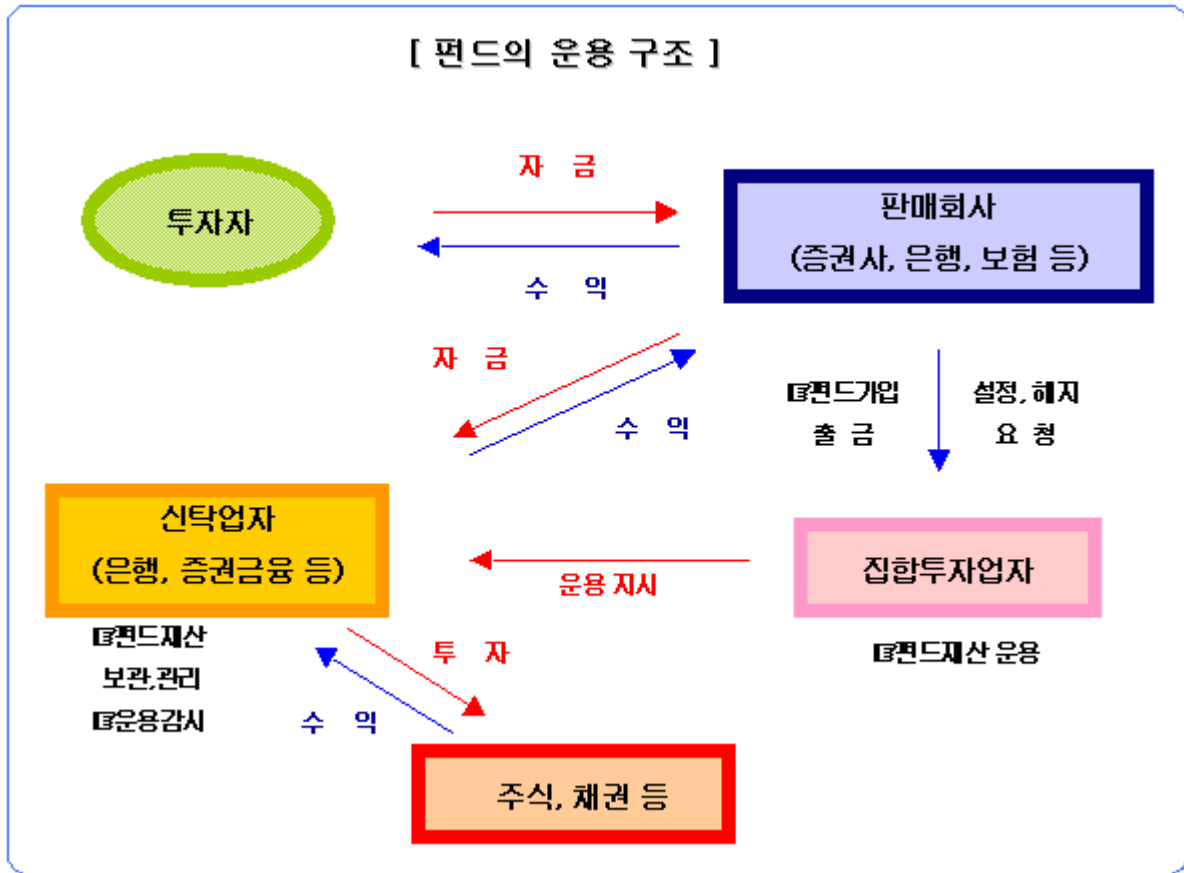 [ 펀드의 운용 구조 ]
자 금
투자자
판매회사
(증권사, 은행, 보험 등)
수 익
자 금
수 익
☞펀드가입
출 금
설정, 해지
요 청
신탁업자
(은행, 증권금융 등)
운용 지시
집합투자업자
☞펀드재산
보관,관리
☞운용감시
투 자
수 익
☞펀드재산 운용
주식, 채권 등